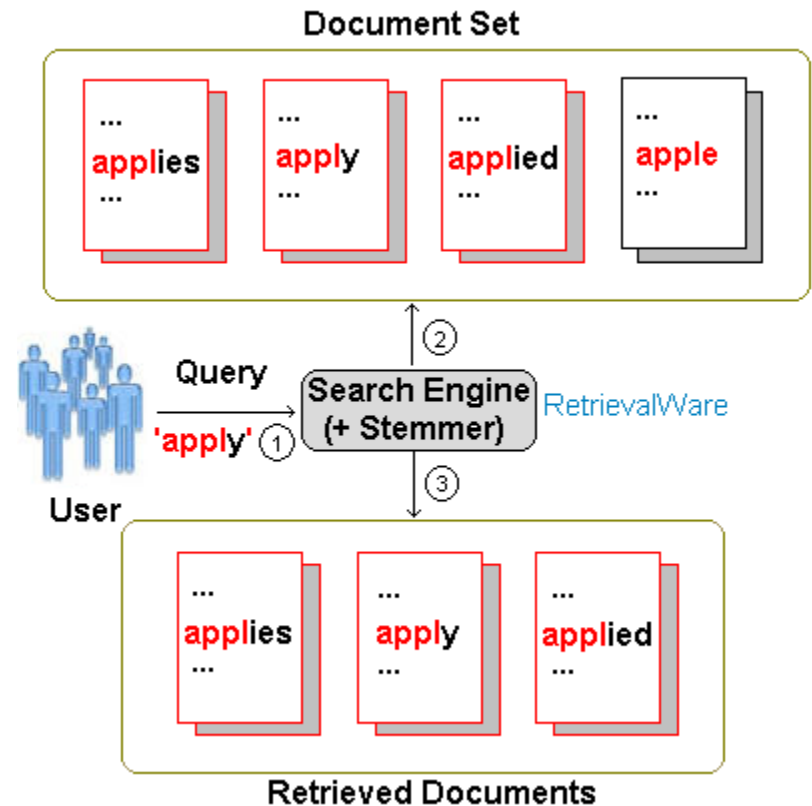 Document Set
...
applies
...
...
apply
...
...
applied
...
...
apple
...
2
Query
'apply' 1
Search Engine
(+ Stemmer)
RetrievalWare
3
User
...
applies
...
...
apply
...
...
applied
...
Retrieved Documents